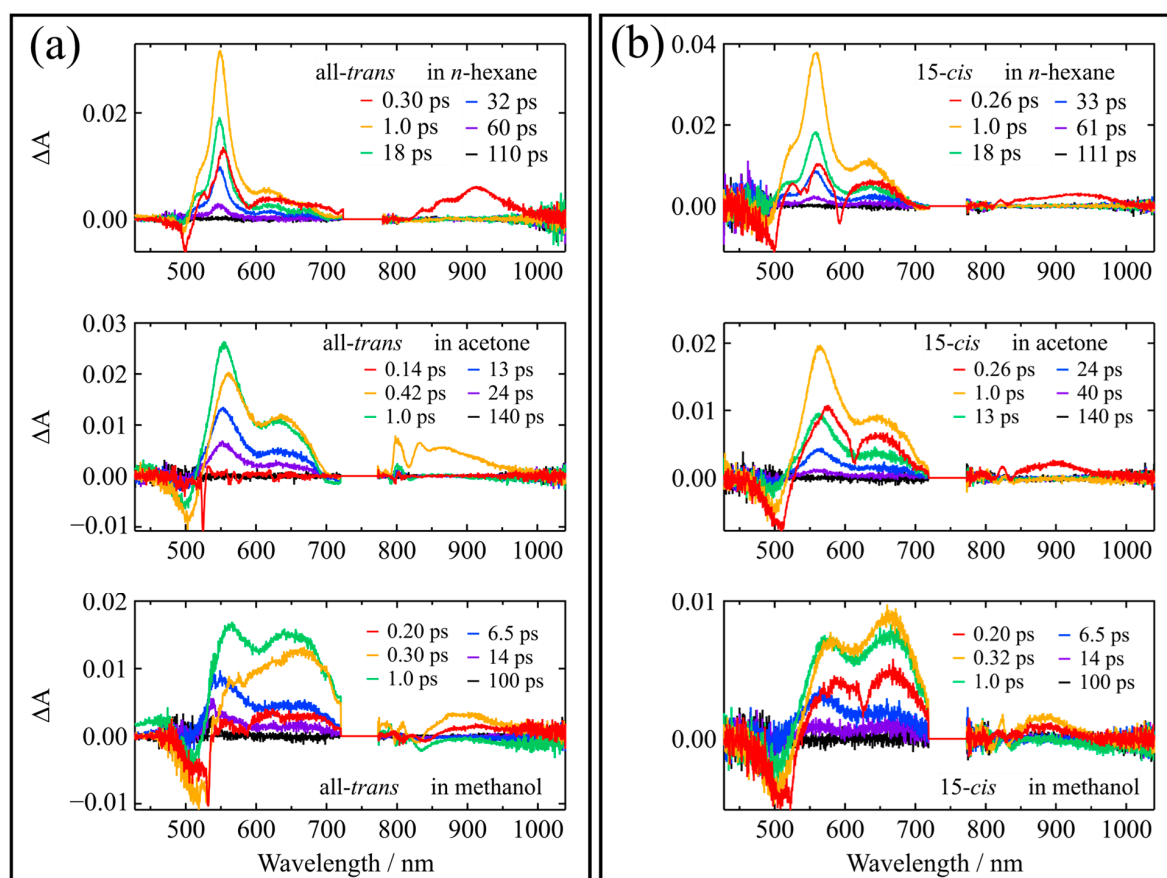 (a)
all-trans in n-hexane
0.30 ps 32 ps
1.0 ps 60 ps
18 ps 110 ps
0.02
0.00
ΔA
500 600 700 800 900 1000
all-trans in acetone
0.14 ps 13 ps
0.42 ps 24 ps
1.0 ps 140 ps
0.03
0.02
0.01
0.00
−0.01
ΔA
500 600 700 800 900 1000
0.20 ps 6.5 ps
0.30 ps 14 ps
1.0 ps 100 ps
all-trans in methanol
0.02
0.01
0.00
−0.01
ΔA
500 600 700 800 900 1000
Wavelength / nm
(b)
15-cis in n-hexane
0.26 ps 33 ps
1.0 ps 61 ps
18 ps 111 ps
0.04
0.02
0.00
500 600 700 800 900 1000
15-cis in acetone
0.26 ps 24 ps
1.0 ps 40 ps
13 ps 140 ps
0.02
0.01
0.00
500 600 700 800 900 1000
0.20 ps 6.5 ps
0.32 ps 14 ps
1.0 ps 100 ps
15-cis in methanol
0.01
0.00
500 600 700 800 900 1000
Wavelength / nm